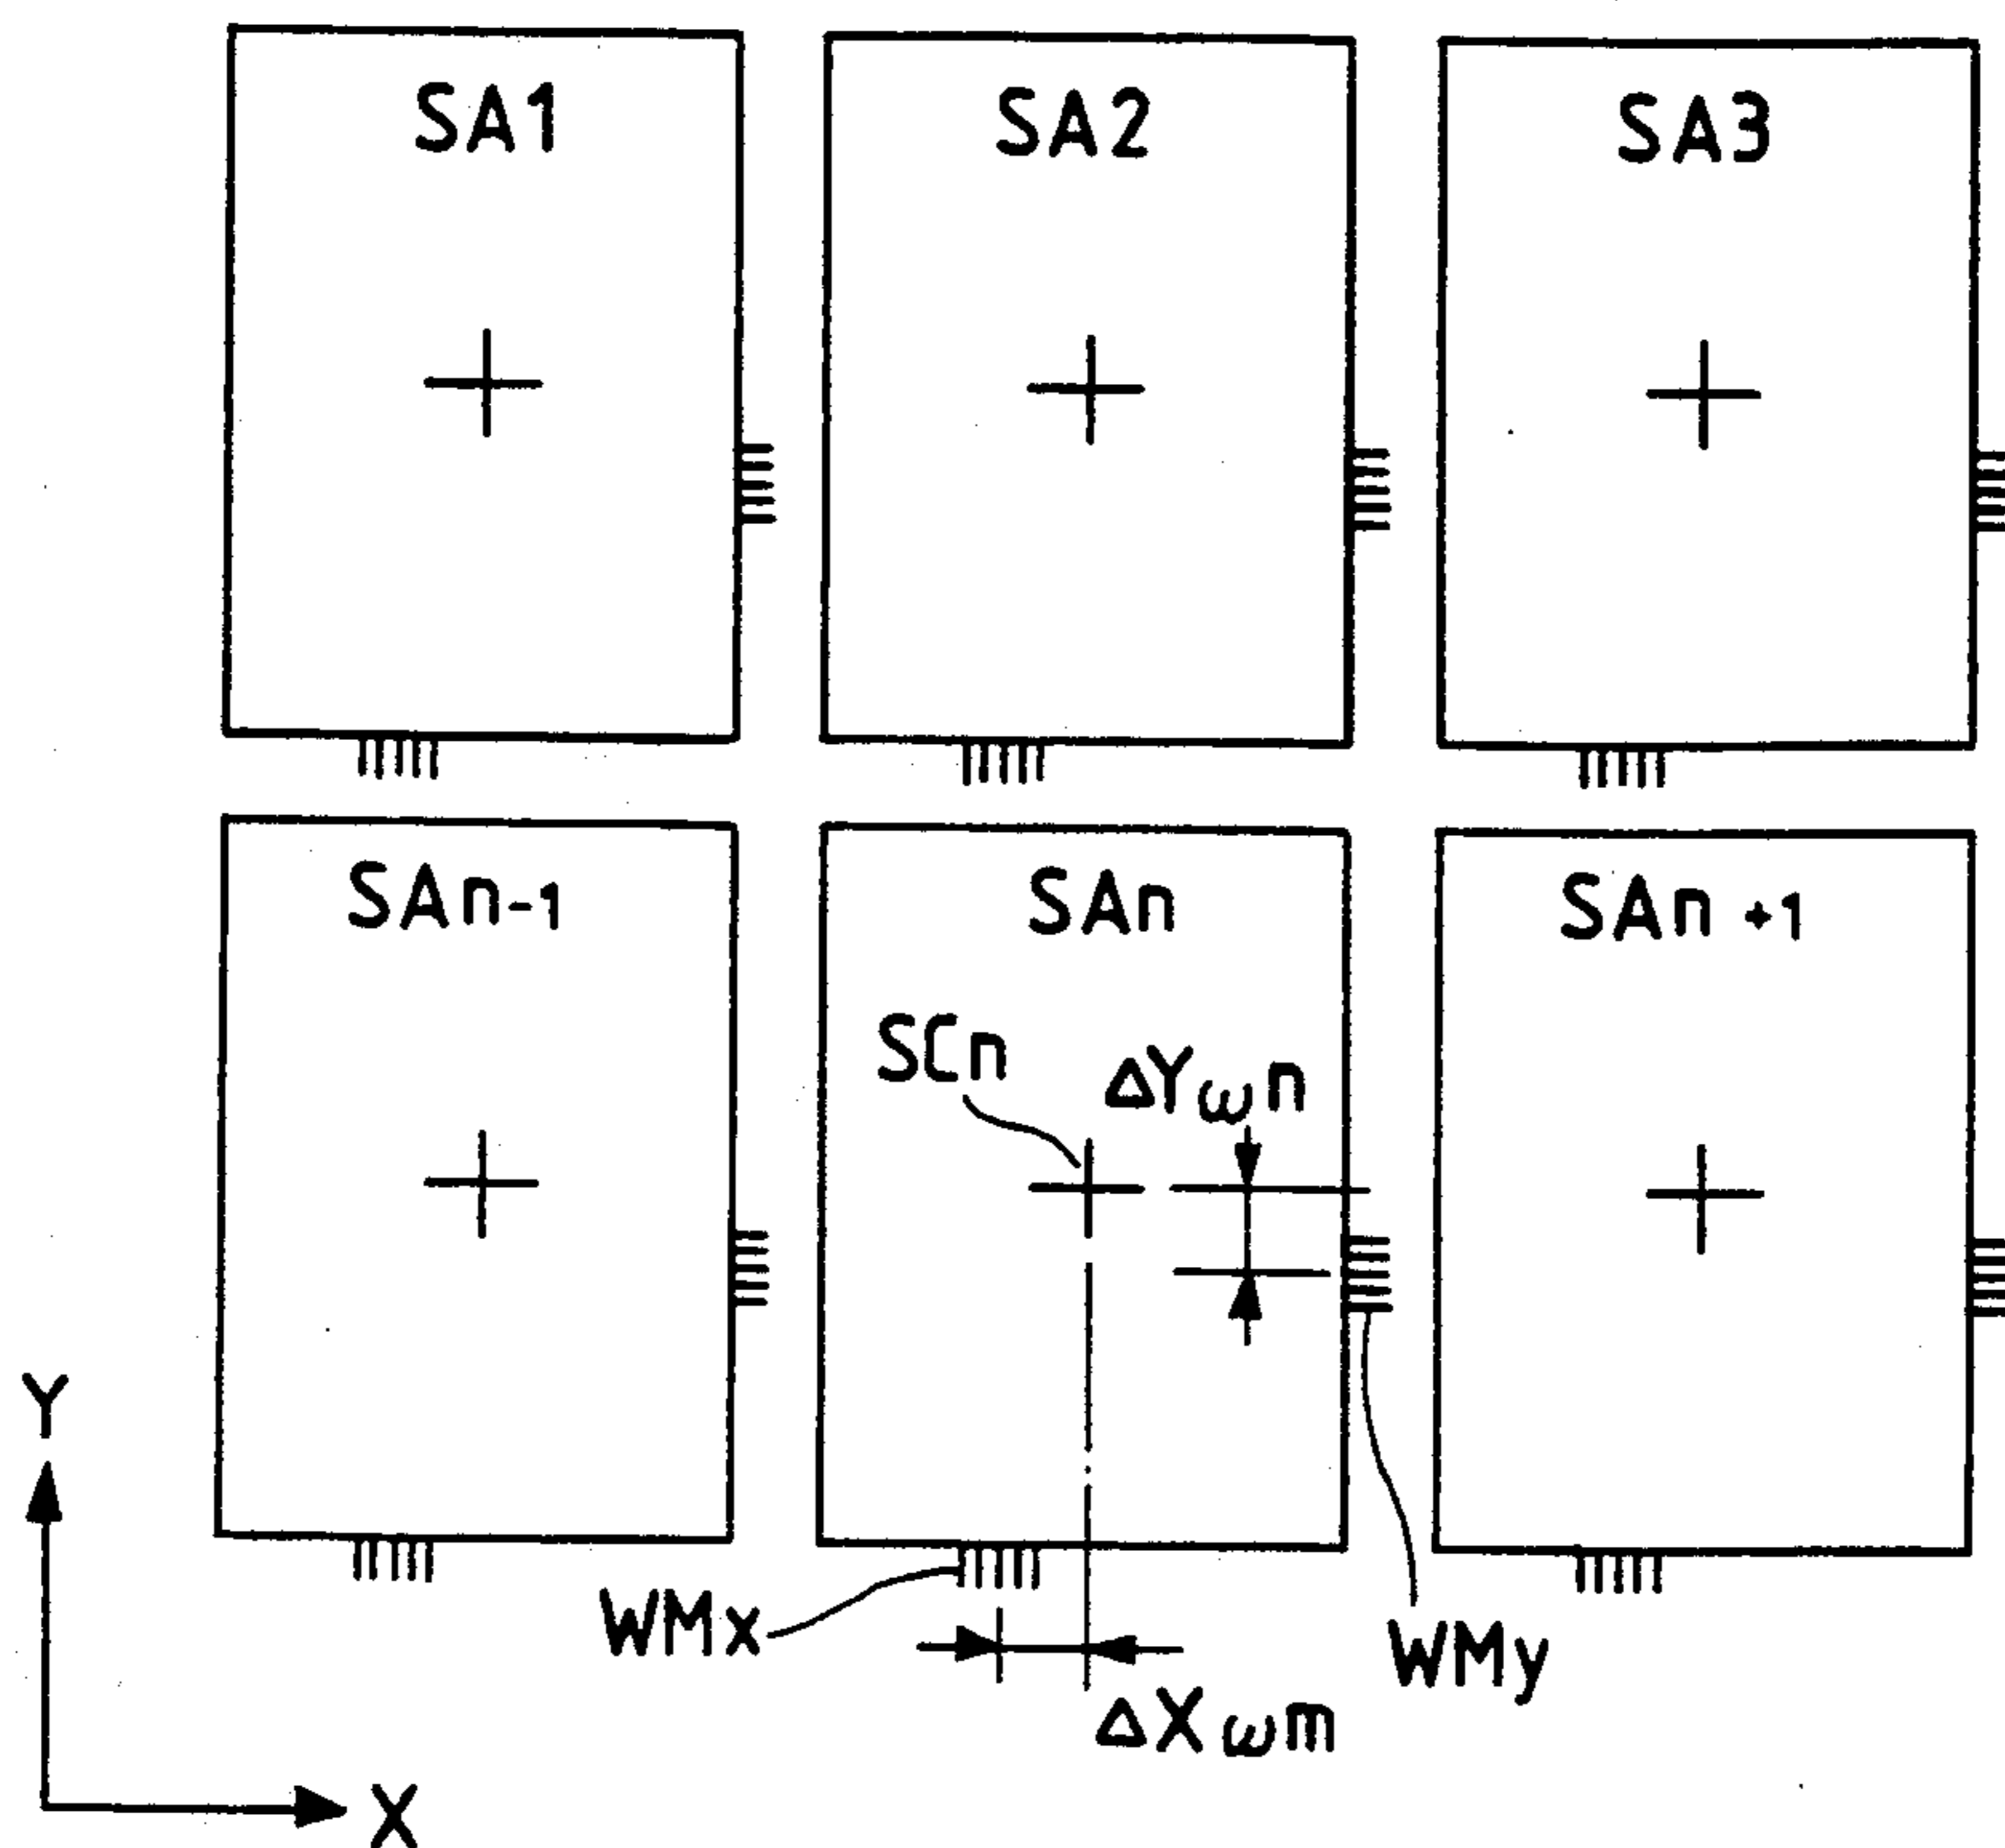 SA1
SA2
SA3
SAn-1
SAn
SAn+1
SCn
ΔYωn
Y
WMx
WMy
ΔXωm
X